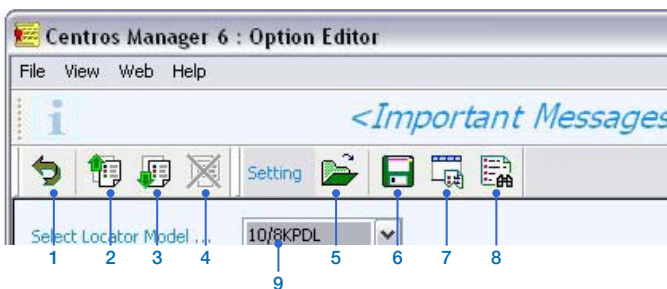 Centros Manager 6 : Option Editor
File View Web Help
<Important Messages
Setting
Select Locator Model ... 10/8KPDL
1 2 3 4 5 6 7 8
9